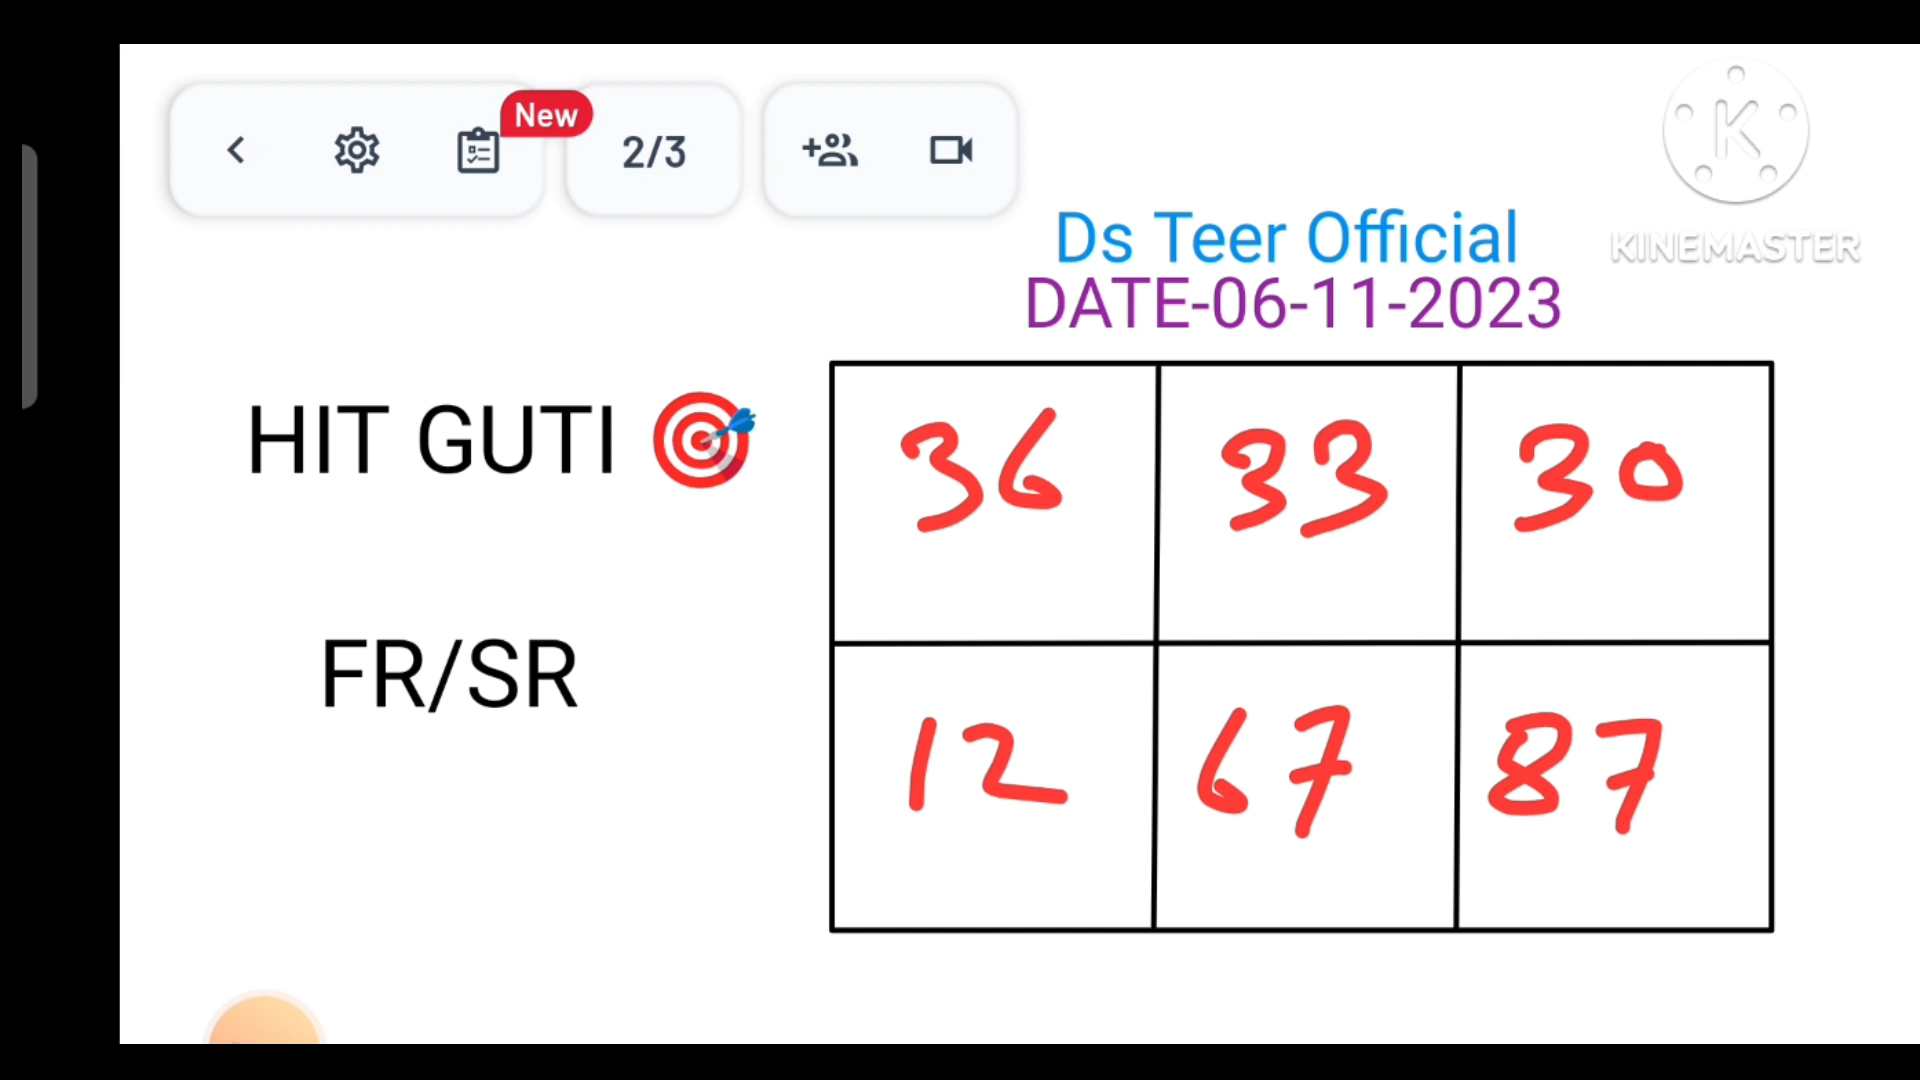 New
2/3
K
KINEMASTER
Ds Teer Official
DATE-06-11-2023
HIT GUTI
36 33 30
FR/SR
12 67 87